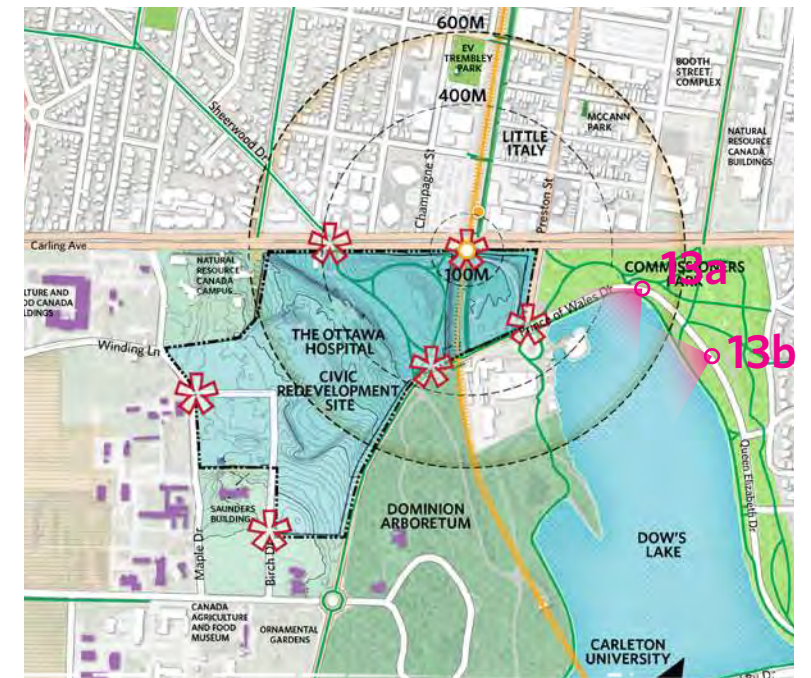 600M
EV
TREMBLEY
PARK
400M
BOOTH
STREET
COMPLEX
Sheerwood Dr
MCCANN
PARK
LITTLE
ITALY
NATURAL
RESOURCE
CANADA
BUILDINGS
Champagne St
Preston St
Carling Ave
NATURAL
RESOURCE
CANADA
CAMPUS
100M
COMMISSIONERS
PARK
13a
LTURE AND
OD CANADA
LDINGS
Prince of Wales Dr
THE OTTAWA
HOSPITAL
Winding Ln
13b
CIVIC
REDEVELOPMENT
SITE
Queen Elizabeth Dr
SAUNDERS
BUILDING
DOMINION
ARBORETUM
DOW'S
LAKE
Maple Dr
Birch Dr
CANADA
AGRICULTURE
AND FOOD
MUSEUM
ORNAMENTAL
GARDENS
CARLETON
UNIVERSITY